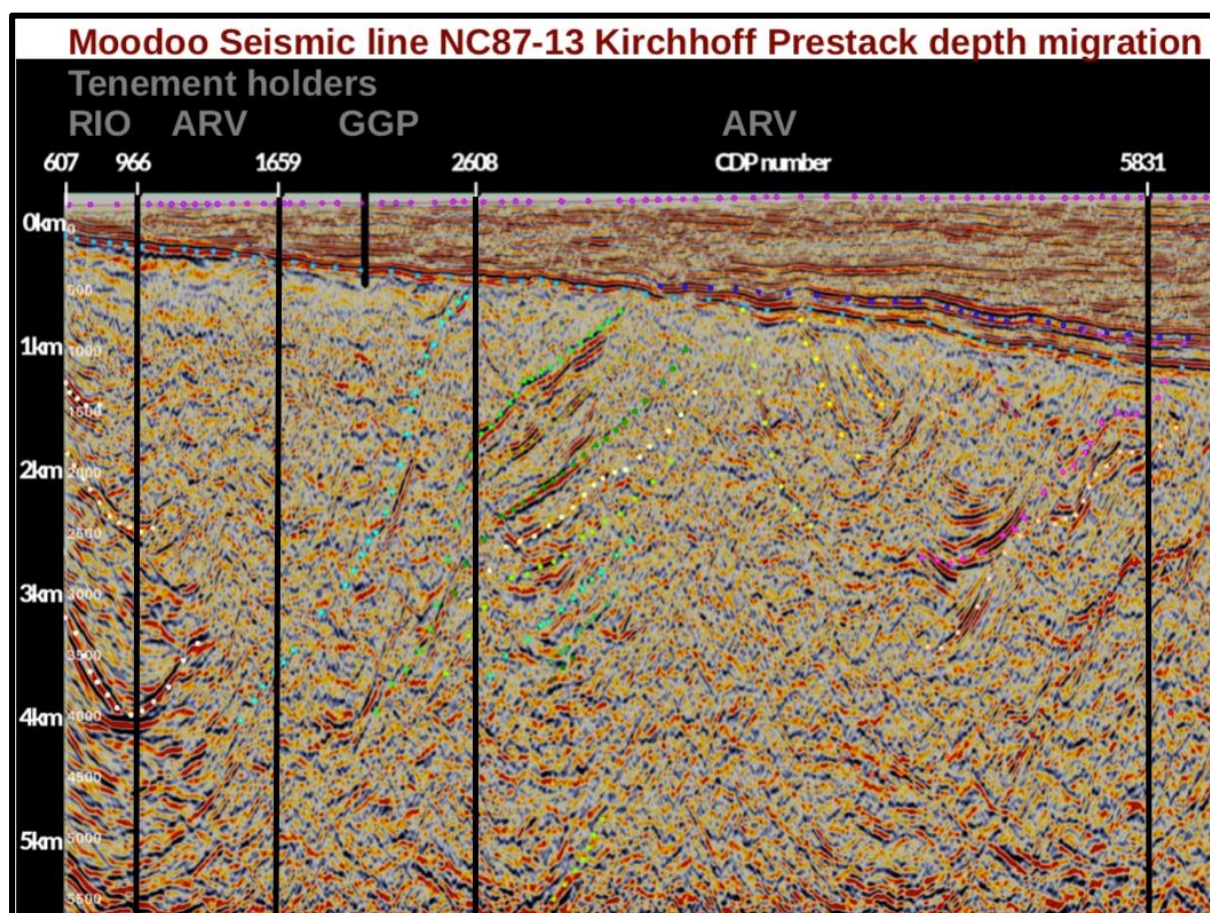 Moodoo Seismic line NC87-13 Kirchhoff Prestack depth migration
Tenement holders
RIO ARV GGP ARV
607 966 1659 2608 CDP number 5831
0km 0
500
1km 1000
1500
2km 2000
2500
3km 3000
3500
4km 4000
4500
5km 5000
5500